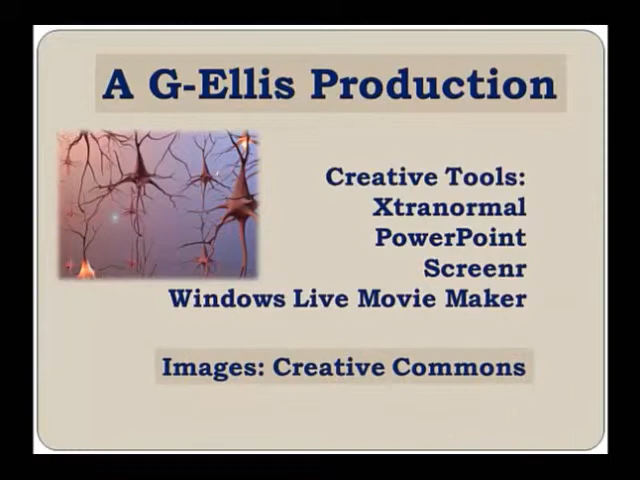 A G-Ellis Production
Creative Tools:
Xtranormal
PowerPoint
Screenr
Windows Live Movie Maker
Images: Creative Commons